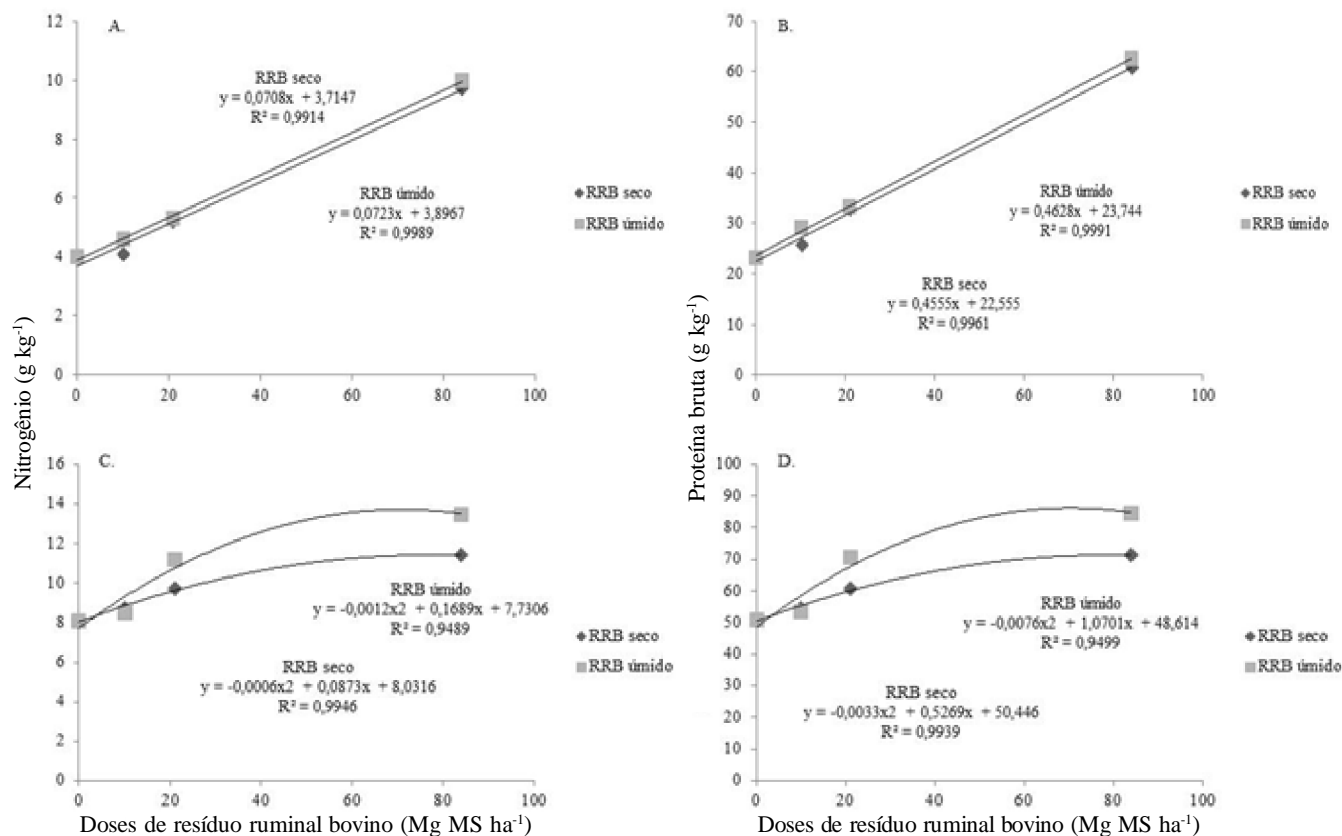 A.
12
10
8
6
4
2
0
0 20 40 60 80 100
RRB seco
y = 0,0708x + 3,7147
R² = 0,9914
RRB úmido
y = 0,0723x + 3,8967
R² = 0,9989
RRB seco
RRB úmido
B.
80
70
60
50
40
30
20
10
0
0 20 40 60 80 100
RRB úmido
y = 0,4628x + 23,744
R² = 0,9991
RRB seco
y = 0,4555x + 22,555
R² = 0,9961
RRB seco
RRB úmido
Nitrogênio (g kg⁻¹)
Proteína bruta (g kg⁻¹)
C.
16
14
12
10
8
6
4
2
0
0 20 40 60 80 100
RRB úmido
y = -0,0012x2 + 0,1689x + 7,7306
R² = 0,9489
RRB seco
y = -0,0006x2 + 0,0873x + 8,0316
R² = 0,9946
RRB seco
RRB úmido
D.
100
90
80
70
60
50
40
30
20
10
0
0 20 40 60 80 100
RRB úmido
y = -0,0076x2 + 1,0701x + 48,614
R² = 0,9499
RRB seco
y = -0,0033x2 + 0,5269x + 50,446
R² = 0,9939
RRB seco
RRB úmido
Doses de resíduo ruminal bovino (Mg MS ha⁻¹)
Doses de resíduo ruminal bovino (Mg MS ha⁻¹)